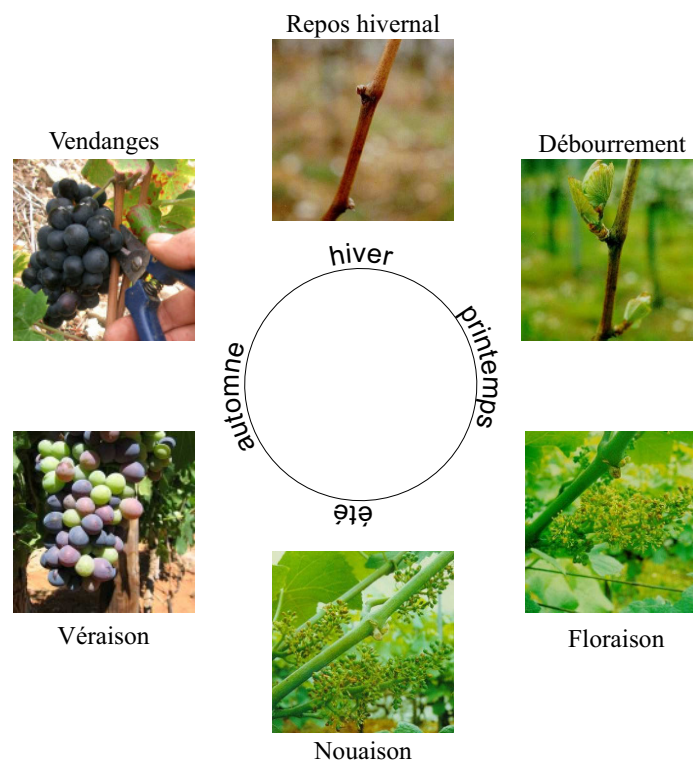 Repos hivernal
Vendanges
Débourrement
hiver
printemps
automne
été
Véraison
Floraison
Nouaison